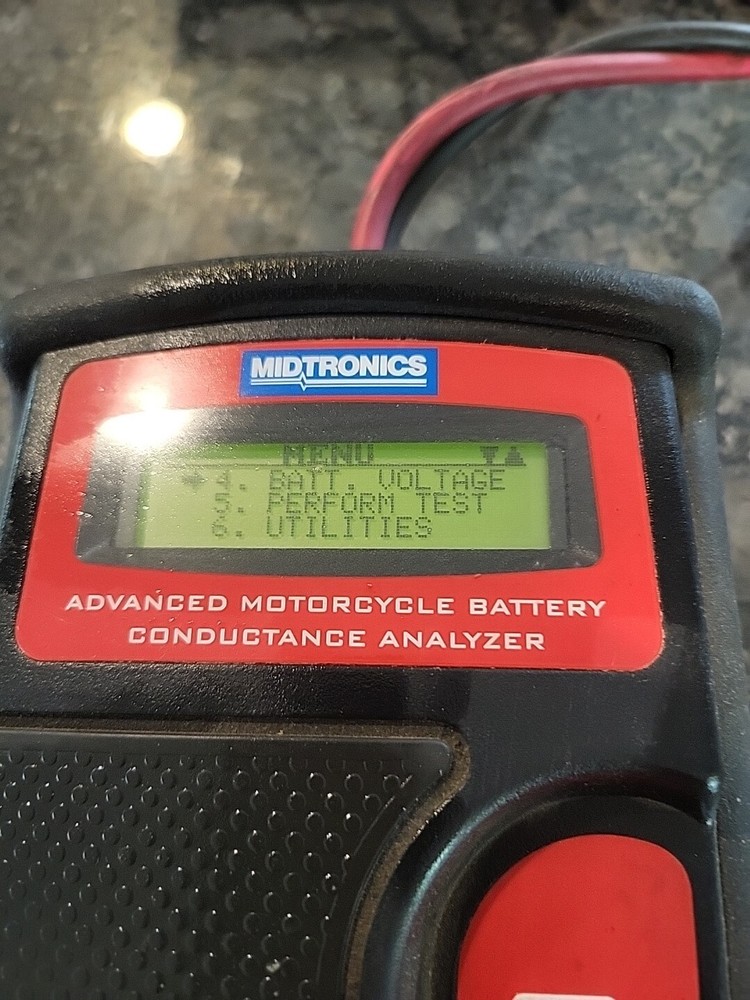 MIDTRONICS
MENU ▼▲
➔ 4. BATT. VOLTAGE
5. PERFORM TEST
6. UTILITIES
ADVANCED MOTORCYCLE BATTERY
CONDUCTANCE ANALYZER